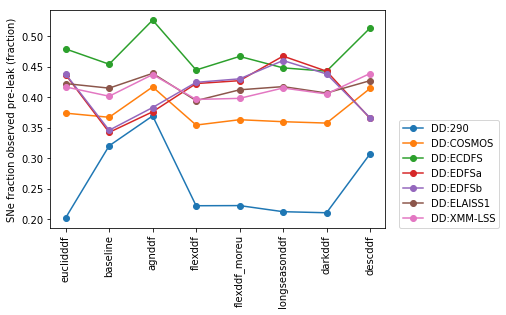 SNe fraction observed pre-leak (fraction)
0.50
0.45
0.40
0.35
0.30
0.25
0.20
euclidddf
baseline
agnddf
flexddf
flexddf_moreu
longseasonddf
darkddf
descddf
DD:290
DD:COSMOS
DD:ECDFS
DD:EDFSa
DD:EDFSb
DD:ELAISS1
DD:XMM-LSS